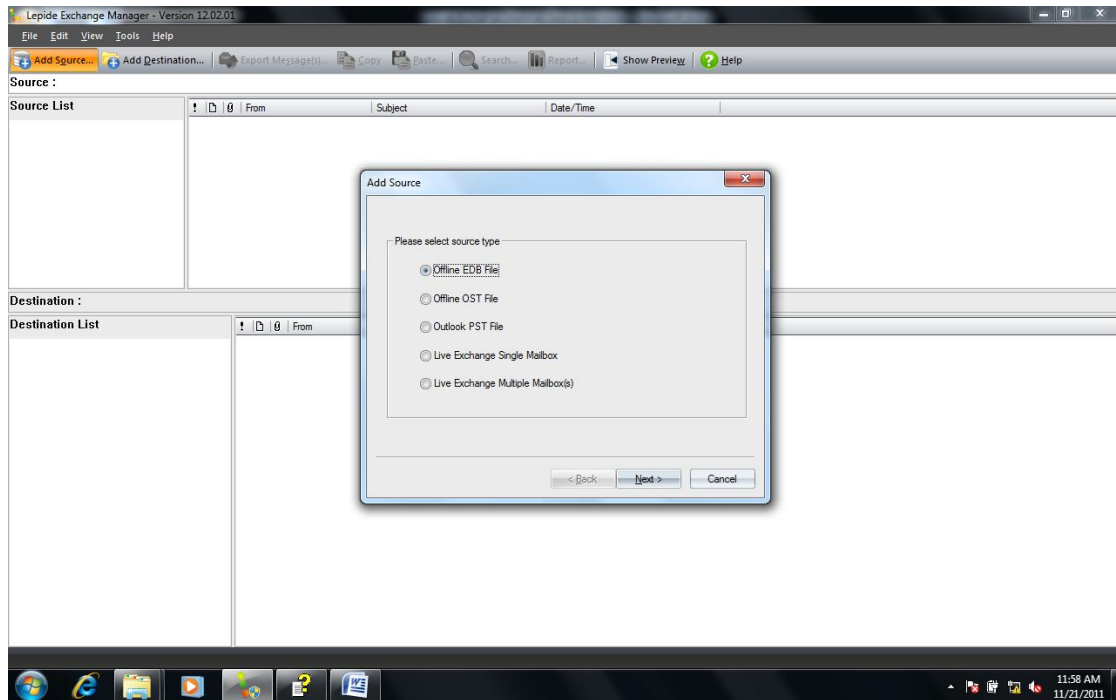 Lepide Exchange Manager - Version 12.02.01
File Edit View Tools Help
Add Source... Add Destination... Export Message(s)... Copy Paste... Search... Report... Show Preview Help
Source :
Source List
! From Subject Date/Time
Add Source
Please select source type
Offline EDB File
Offline OST File
Outlook PST File
Live Exchange Single Mailbox
Live Exchange Multiple Mailbox(s)
< Back Next > Cancel
Destination :
Destination List
! From
11:58 AM
11/21/2011